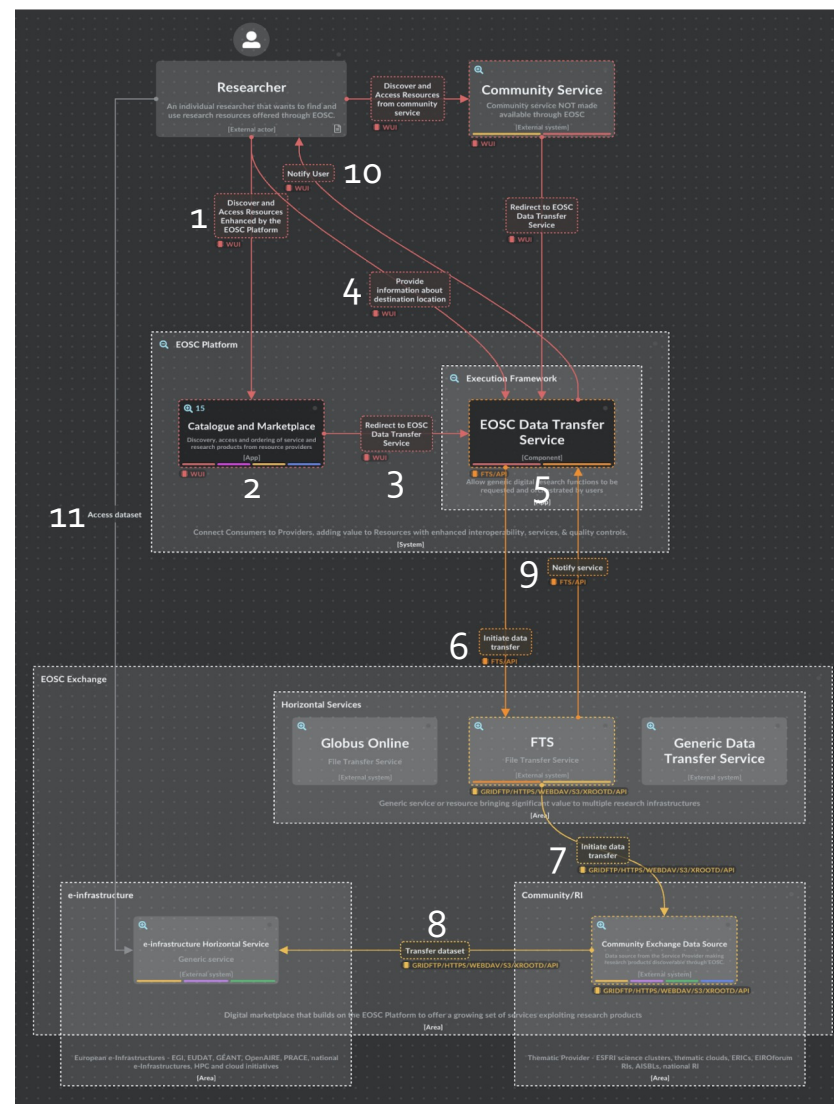 Researcher
An individual researcher that wants to find and
use research resources offered through EOSC.
[External actor]
Discover and
Access Resources
from community
service
WUI
Community Service
Community service NOT made
available through EOSC
[External system]
WUI
Notify User
WUI
10
1
Discover and
Access Resources
Enhanced by the
EOSC Platform
WUI
Redirect to EOSC
Data Transfer
Service
WUI
4
Provide
information about
destination location
WUI
EOSC Platform
Execution Framework
15
Catalogue and Marketplace
Discovery, access and ordering of service and
research products from resource providers
[App]
WUI
2
Redirect to EOSC
Data Transfer
Service
WUI
3
EOSC Data Transfer
Service
[Component]
FTS/API
5
Allow generic digital research functions to be
requested and orchestrated by users
[App]
11
Access dataset
Connect Consumers to Providers, adding value to Resources with enhanced interoperability, services, & quality controls.
[System]
9
Notify service
FTS/API
6
Initiate data
transfer
FTS/API
EOSC Exchange
Horizontal Services
Globus Online
File Transfer Service
[External system]
FTS
File Transfer Service
[External system]
GRIDFTP/HTTPS/WEBDAV/S3/XROOTD/API
Generic Data
Transfer Service
[External system]
Generic service or resource bringing significant value to multiple research infrastructures
[Area]
7
Initiate data
transfer
GRIDFTP/HTTPS/WEBDAV/S3/XROOTD/API
e-infrastructure
Community/RI
e-infrastructure Horizontal Service
Generic service
[External system]
8
Transfer dataset
GRIDFTP/HTTPS/WEBDAV/S3/XROOTD/API
Community Exchange Data Source
Data source from the Service Provider making
research products discoverable through EOSC
[External system]
GRIDFTP/HTTPS/WEBDAV/S3/XROOTD/API
Digital marketplace that builds on the EOSC Platform to offer a growing set of services exploiting research products
[Area]
European e-Infrastructures - EGI, EUDAT, GÉANT, OpenAIRE, PRACE, national
e-Infrastructures, HPC and cloud initiatives
[Area]
Thematic Provider - ESFRI science clusters, thematic clouds, ERICs, EIROforum
RIs, AISBLs, national RI
[Area]